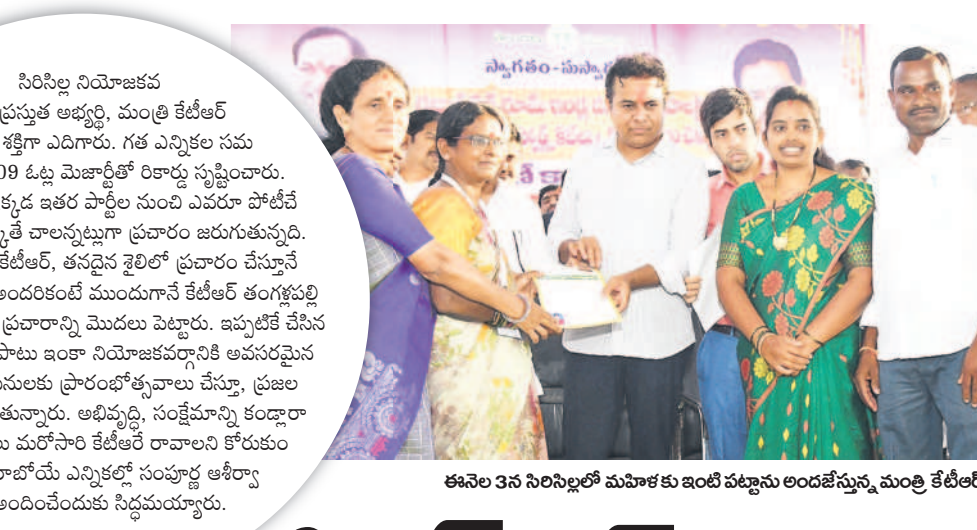 సిరిసిల్ల నియోజకవ
ప్రస్తుత అభ్యర్థి, మంత్రి కేటీఆర్
శక్తిగా ఎదిగారు. గత ఎన్నికల సమ
09 ఓట్ల మెజార్టీతో రికార్డు సృష్టించారు.
క్కడ ఇతర పార్టీల నుంచి ఎవరూ పోటీచే
క్కితే చాలన్నట్లుగా ప్రచారం జరుగుతున్నది.
కేటీఆర్, తనదైన శైలిలో ప్రచారం చేస్తూనే
అందరికంటే ముందుగానే కేటీఆర్ తంగళ్లపల్లి
ప్రచారాన్ని మొదలు పెట్టారు. ఇప్పటికే చేసిన
పాటు ఇంకా నియోజకవర్గానికి అవసరమైన
నులకు ప్రారంభోత్సవాలు చేస్తూ, ప్రజల
తున్నారు. అభివృద్ధి, సంక్షేమాన్ని కండ్లారా
లు మరోసారి కేటీఆరే రావాలని కోరుకుం
రాబోయే ఎన్నికల్లో సంపూర్ణ ఆశీర్వా
అందించేందుకు సిద్ధమయ్యారు.
స్వాగతం-సుస్వా
ఈనెల 3న సిరిసిల్లలో మహిళకు ఇంటి పట్టాను అందజేస్తున్న మంత్రి కేటీఆర్